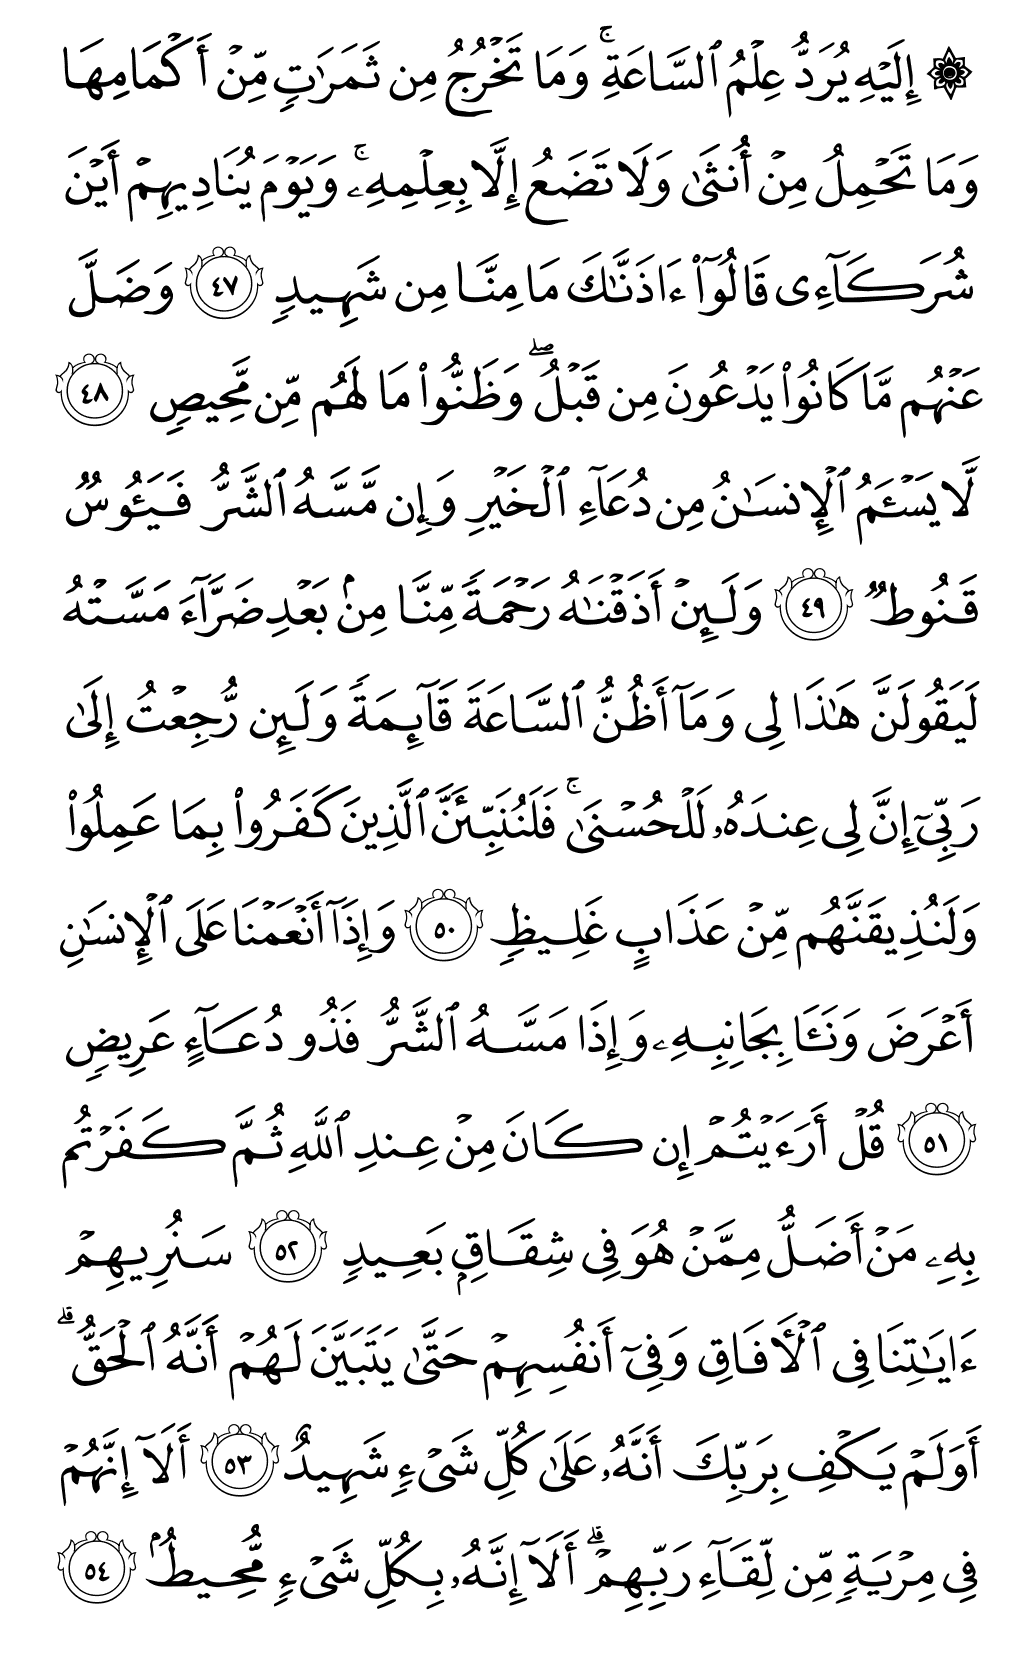 ۞ إِلَيْهِ يُرَدُّ عِلْمُ ٱلسَّاعَةِ ۚ وَمَا تَخْرُجُ مِن ثَمَرَٰتٍ مِّنْ أَكْمَامِهَا
وَمَا تَحْمِلُ مِنْ أُنثَىٰ وَلَا تَضَعُ إِلَّا بِعِلْمِهِۦ ۚ وَيَوْمَ يُنَادِيهِمْ أَيْنَ
شُرَكَآءِى قَالُوٓا۟ ءَاذَنَّـٰكَ مَا مِنَّا مِن شَهِيدٍ ٤٧ وَضَلَّ
عَنْهُم مَّا كَانُوا۟ يَدْعُونَ مِن قَبْلُ ۖ وَظَنُّوا۟ مَا لَهُم مِّن مَّحِيصٍ ٤٨
لَّا يَسْـَٔمُ ٱلْإِنسَـٰنُ مِن دُعَآءِ ٱلْخَيْرِ وَإِن مَّسَّهُ ٱلشَّرُّ فَيَـُٔوسٌ
قَنُوطٌ ٤٩ وَلَئِنْ أَذَقْنَـٰهُ رَحْمَةً مِّنَّا مِنۢ بَعْدِ ضَرَّآءَ مَسَّتْهُ
لَيَقُولَنَّ هَـٰذَا لِى وَمَآ أَظُنُّ ٱلسَّاعَةَ قَآئِمَةً وَلَئِن رُّجِعْتُ إِلَىٰ
رَبِّىٓ إِنَّ لِى عِندَهُۥ لَلْحُسْنَىٰ ۚ فَلَنُنَبِّئَنَّ ٱلَّذِينَ كَفَرُوا۟ بِمَا عَمِلُوا۟
وَلَنُذِيقَنَّهُم مِّنْ عَذَابٍ غَلِيظٍ ٥٠ وَإِذَآ أَنْعَمْنَا عَلَى ٱلْإِنسَـٰنِ
أَعْرَضَ وَنَـَٔا بِجَانِبِهِۦ وَإِذَا مَسَّهُ ٱلشَّرُّ فَذُو دُعَآءٍ عَرِيضٍ
٥١ قُلْ أَرَءَيْتُمْ إِن كَانَ مِنْ عِندِ ٱللَّهِ ثُمَّ كَفَرْتُم
بِهِۦ مَنْ أَضَلُّ مِمَّنْ هُوَ فِى شِقَاقٍۭ بَعِيدٍ ٥٢ سَنُرِيهِمْ
ءَايَـٰتِنَا فِى ٱلْـَٔافَاقِ وَفِىٓ أَنفُسِهِمْ حَتَّىٰ يَتَبَيَّنَ لَهُمْ أَنَّهُ ٱلْحَقُّ ۗ
أَوَلَمْ يَكْفِ بِرَبِّكَ أَنَّهُۥ عَلَىٰ كُلِّ شَىْءٍ شَهِيدٌ ٥٣ أَلَآ إِنَّهُمْ
فِى مِرْيَةٍ مِّن لِّقَآءِ رَبِّهِمْ ۗ أَلَآ إِنَّهُۥ بِكُلِّ شَىْءٍ مُّحِيطٌۢ ٥٤